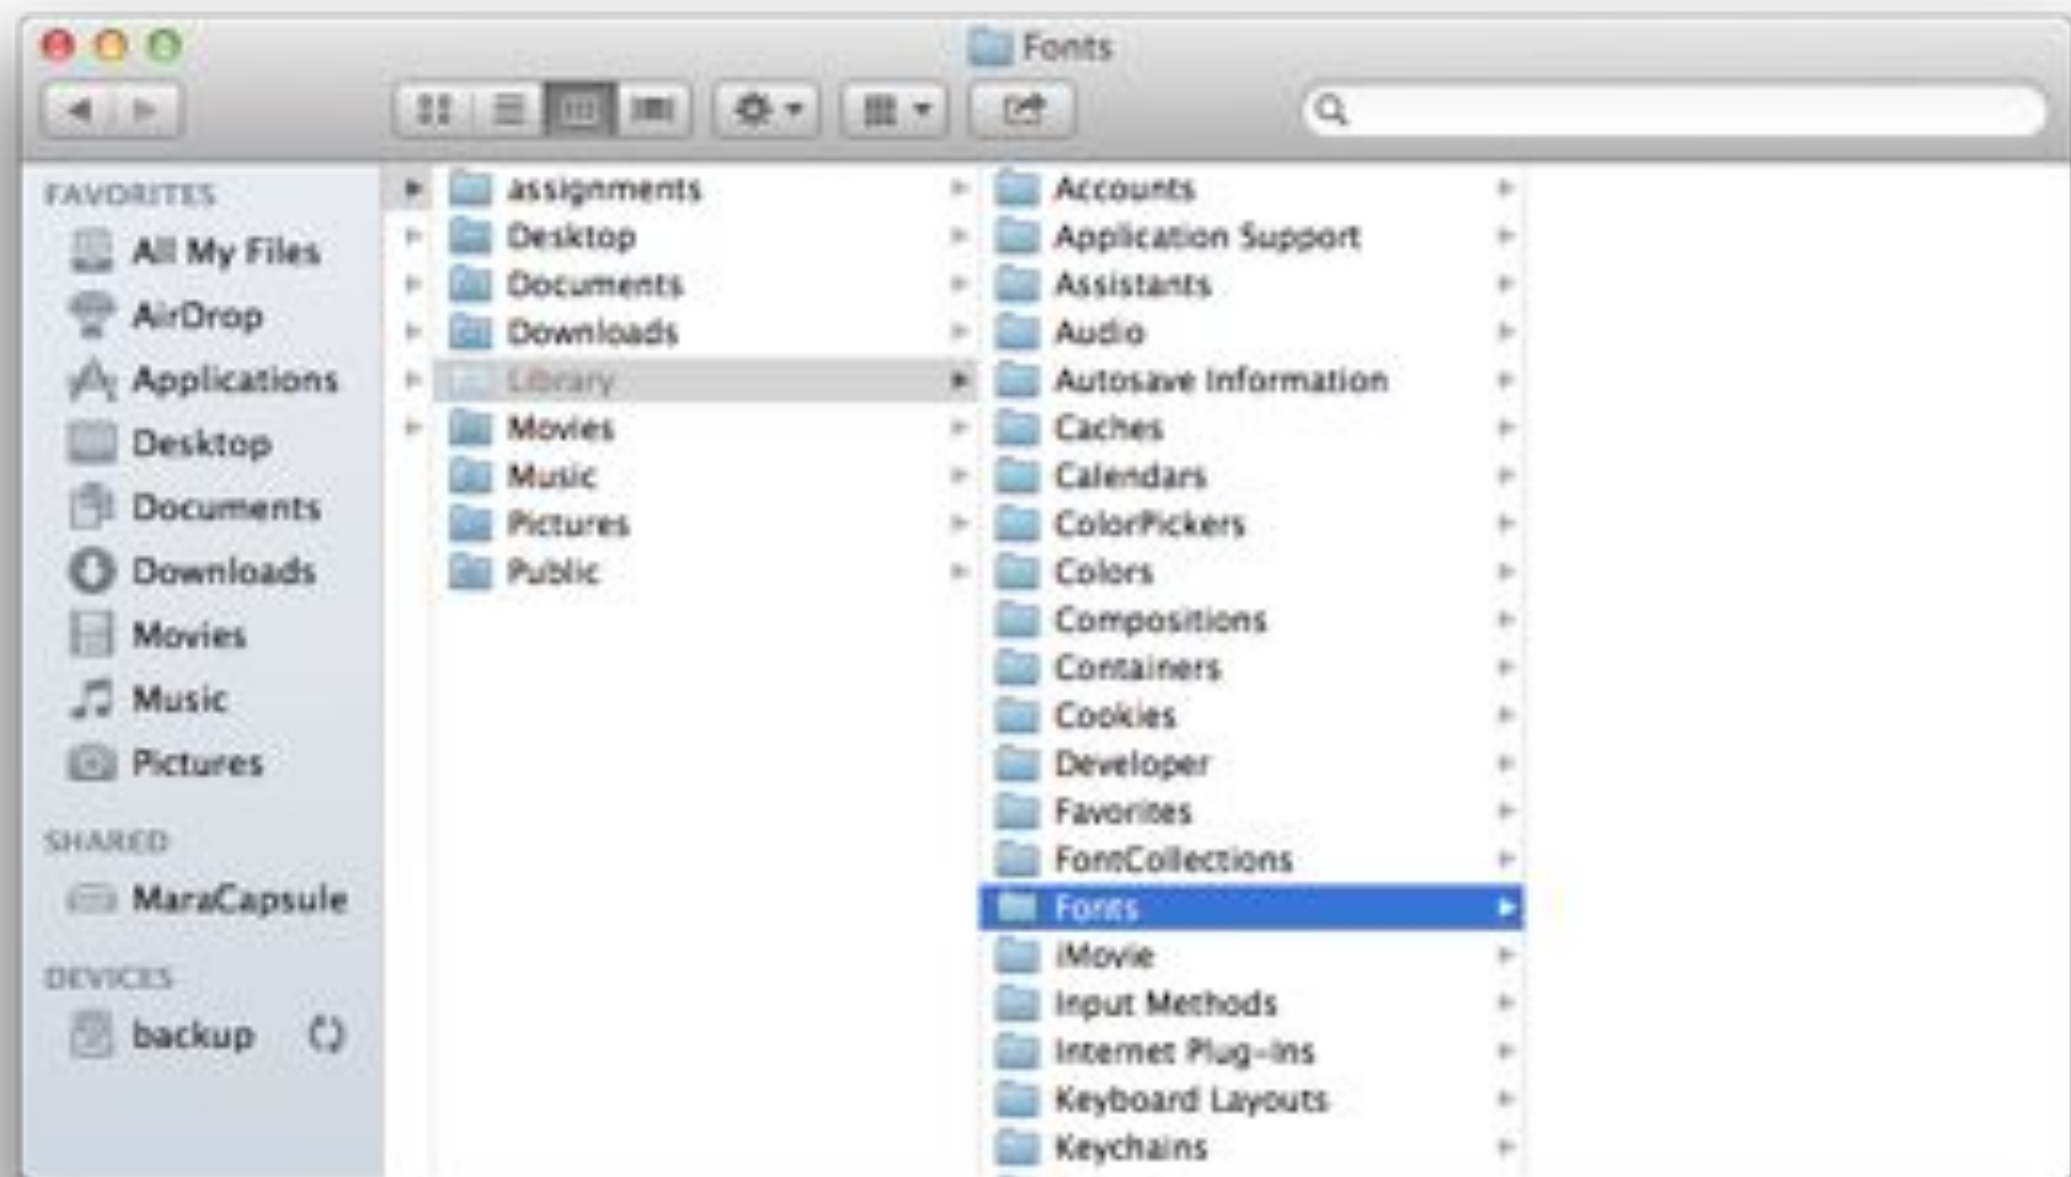 Fonts
FAVORITES
All My Files
AirDrop
Applications
Desktop
Documents
Downloads
Movies
Music
Pictures
SHARED
MaraCapsule
DEVICES
backup
assignments
Desktop
Documents
Downloads
Library
Movies
Music
Pictures
Public
Accounts
Application Support
Assistants
Audio
Autosave Information
Caches
Calendars
ColorPickers
Colors
Compositions
Containers
Cookies
Developer
Favorites
FontCollections
Fonts
iMovie
Input Methods
Internet Plug-Ins
Keyboard Layouts
Keychains